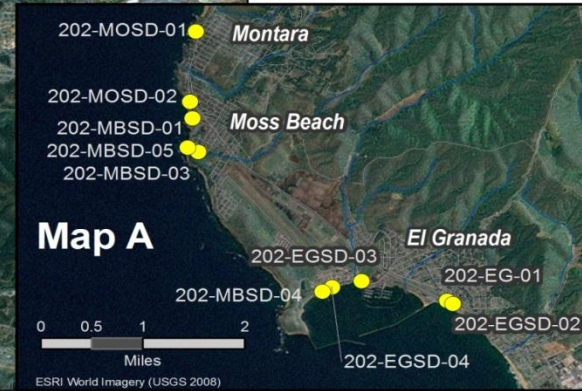 202-MOSD-01
Montara
202-MOSD-02
202-MBSD-01
Moss Beach
202-MBSD-05
202-MBSD-03
Map A
El Granada
202-EGSD-03
202-EG-01
202-MBSD-04
202-EGSD-02
202-EGSD-04
0 0.5 1 2
Miles
ESRI World Imagery (USGS 2008)